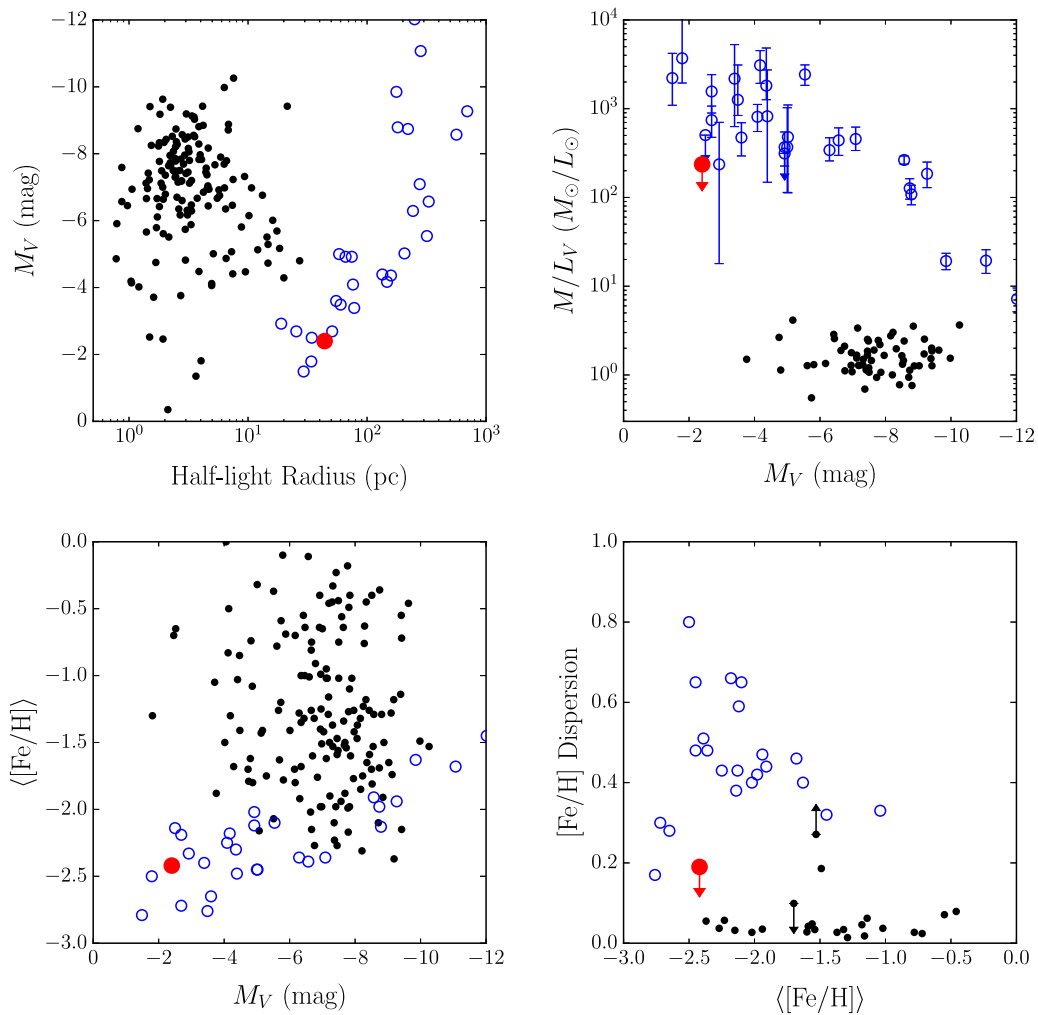 −12
−10
−8
−6
−4
−2
0
M_V (mag)
10^0 10^1 10^2 10^3
Half-light Radius (pc)
10^4
10^3
10^2
10^1
10^0
M/L_V (M_⊙/L_⊙)
0 −2 −4 −6 −8 −10 −12
M_V (mag)
0.0
−0.5
−1.0
−1.5
−2.0
−2.5
−3.0
⟨[Fe/H]⟩
0 −2 −4 −6 −8 −10 −12
M_V (mag)
1.0
0.8
0.6
0.4
0.2
0.0
[Fe/H] Dispersion
−3.0 −2.5 −2.0 −1.5 −1.0 −0.5 0.0
⟨[Fe/H]⟩